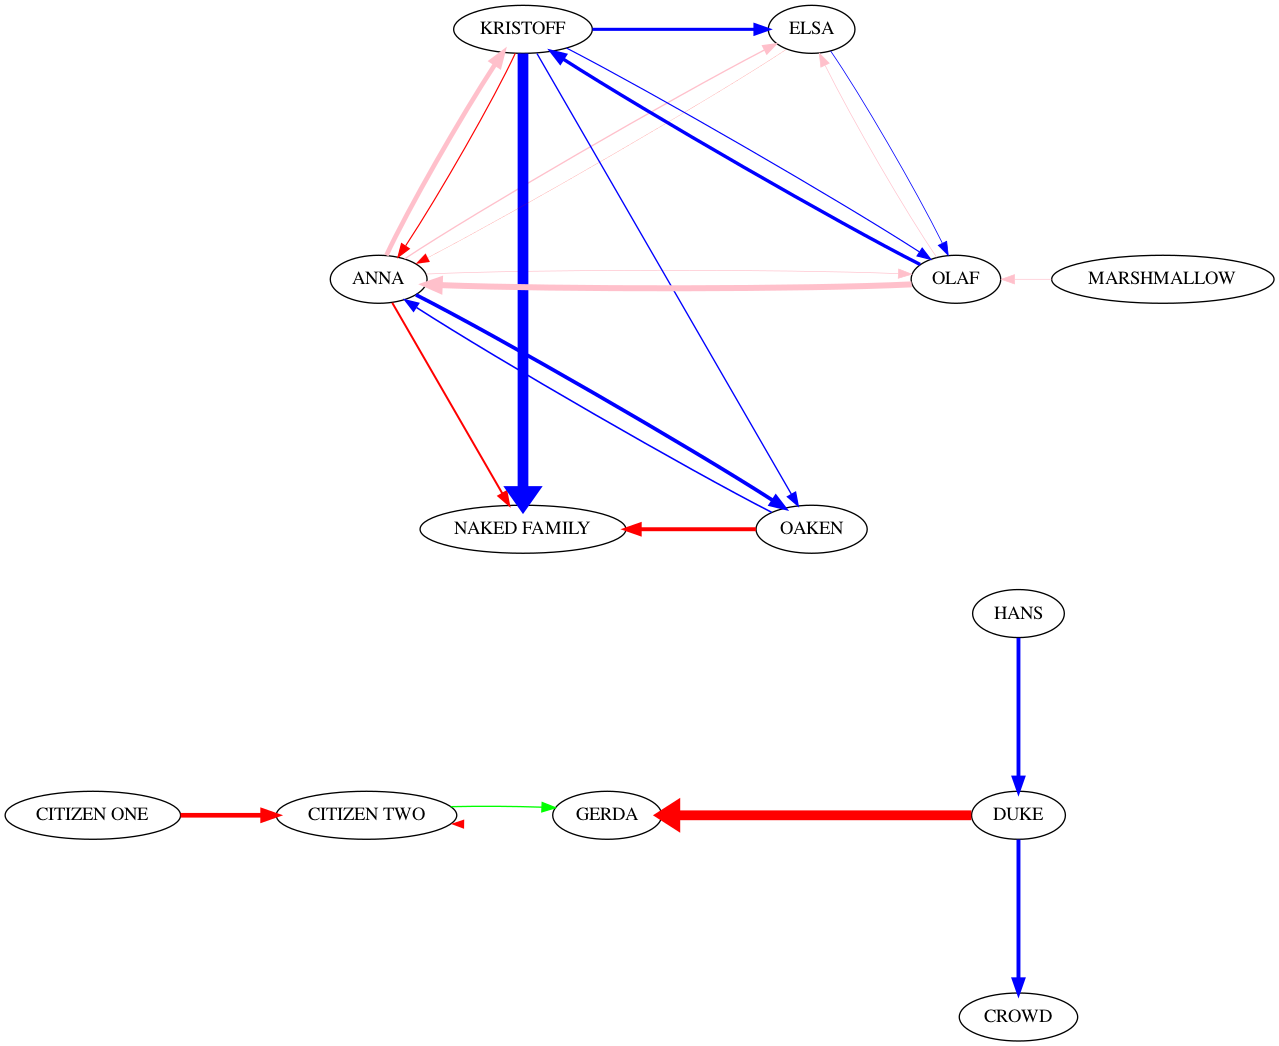 KRISTOFF
ELSA
ANNA
OLAF
MARSHMALLOW
NAKED FAMILY
OAKEN
HANS
CITIZEN ONE
CITIZEN TWO
GERDA
DUKE
CROWD